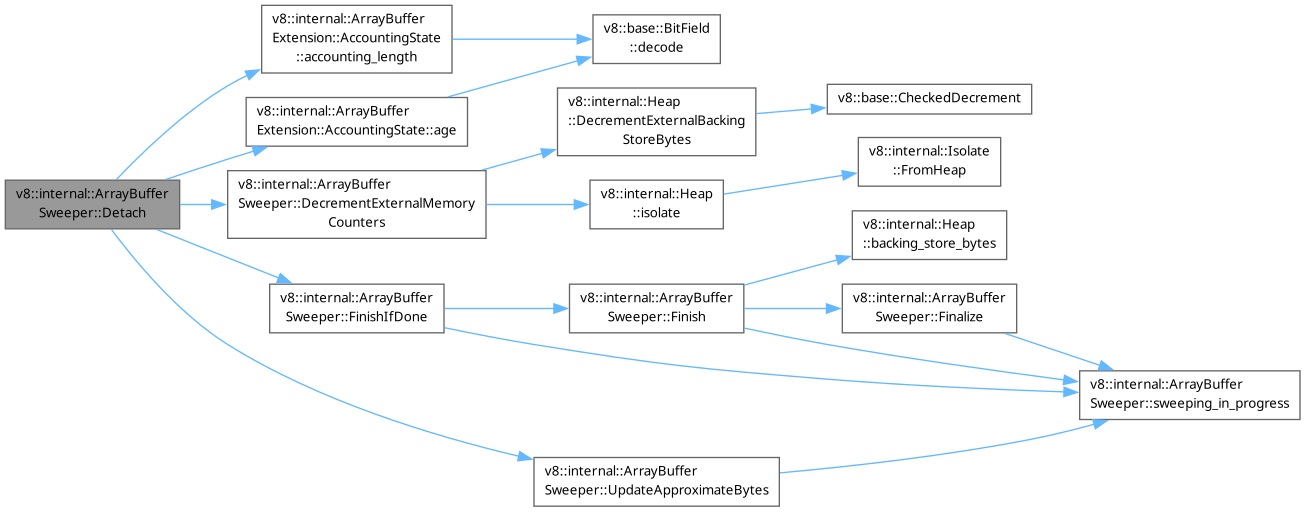 v8::internal::ArrayBuffer
Sweeper::Detach
v8::internal::ArrayBuffer
Extension::AccountingState
::accounting_length
v8::internal::ArrayBuffer
Extension::AccountingState::age
v8::internal::ArrayBuffer
Sweeper::DecrementExternalMemory
Counters
v8::internal::ArrayBuffer
Sweeper::FinishIfDone
v8::base::BitField
::decode
v8::internal::Heap
::DecrementExternalBacking
StoreBytes
v8::internal::Heap
::isolate
v8::internal::ArrayBuffer
Sweeper::Finish
v8::internal::ArrayBuffer
Sweeper::UpdateApproximateBytes
v8::base::CheckedDecrement
v8::internal::Isolate
::FromHeap
v8::internal::Heap
::backing_store_bytes
v8::internal::ArrayBuffer
Sweeper::Finalize
v8::internal::ArrayBuffer
Sweeper::sweeping_in_progress